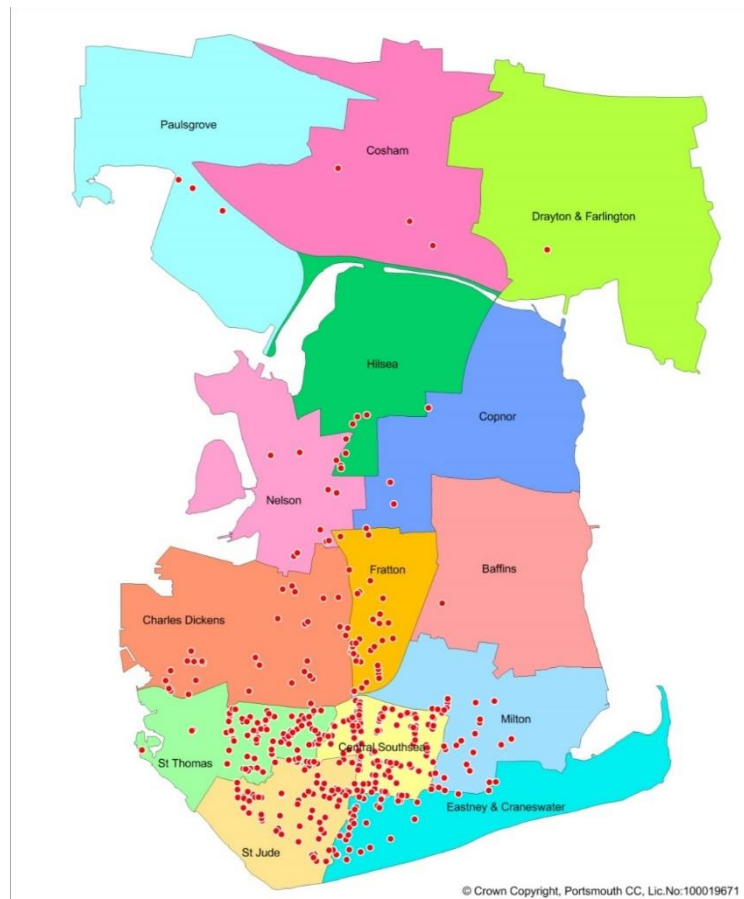 Paulsgrove
Cosham
Drayton & Farlington
Hilsea
Copnor
Nelson
Baffins
Fratton
Charles Dickens
Milton
Central Southsea
St Thomas
Eastney & Craneswater
St Jude
© Crown Copyright, Portsmouth CC, Lic.No:100019671